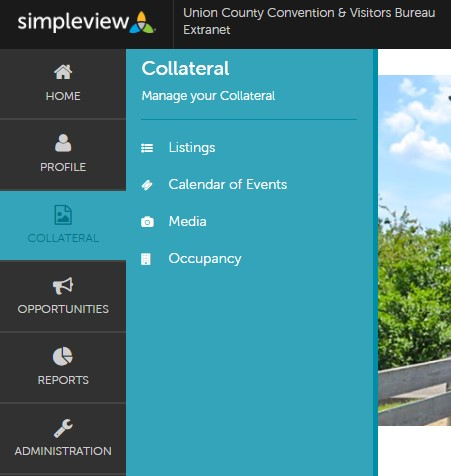 simpleview
Union County Convention & Visitors Bureau
Extranet
HOME
PROFILE
COLLATERAL
OPPORTUNITIES
REPORTS
ADMINISTRATION
Collateral
Manage your Collateral
Listings
Calendar of Events
Media
Occupancy